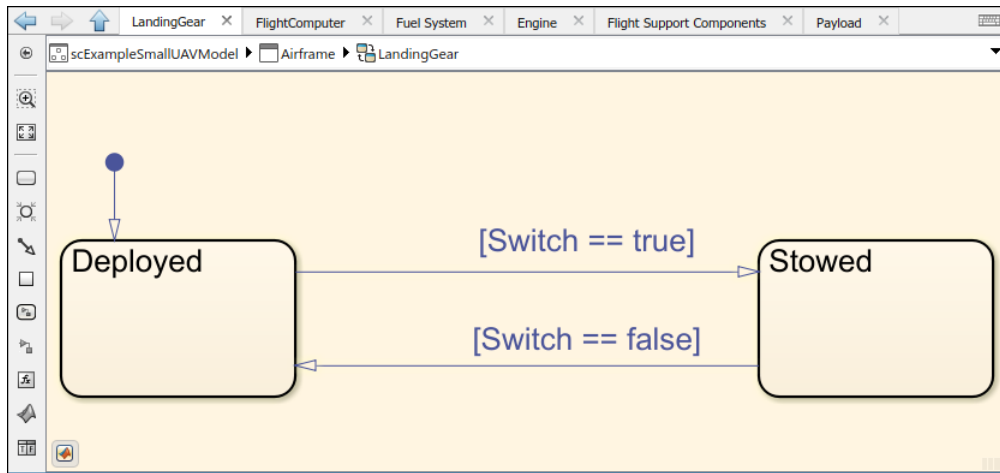 LandingGear FlightComputer Fuel System Engine Flight Support Components Payload
scExampleSmallUAVModel Airframe LandingGear
[Switch == true]
Deployed Stowed
[Switch == false]